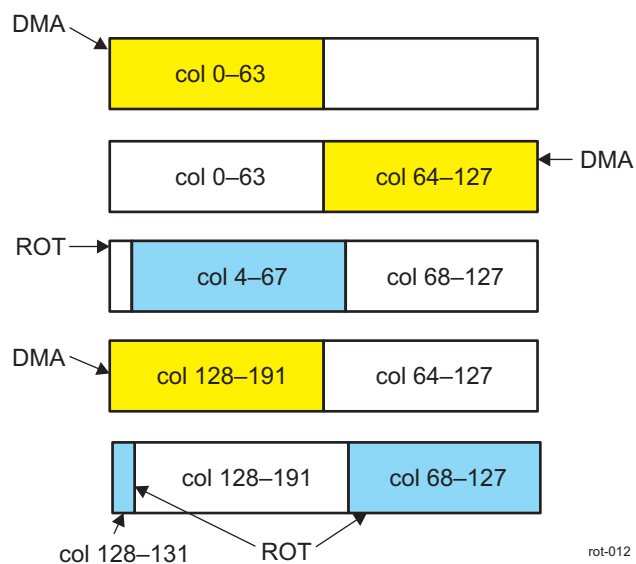 DMA
col 0–63
col 0–63 col 64–127 DMA
ROT
col 4–67 col 68–127
DMA
col 128–191 col 64–127
col 128–191 col 68–127
col 128–131 ROT
rot-012